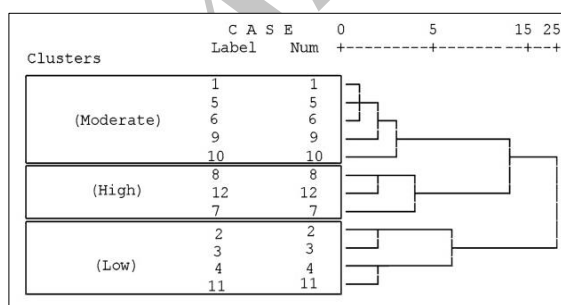 C A S E 0 5 15 25
Label Num +---------+---------+---+
Clusters
1 1
5 5
(Moderate) 6 6
9 9
10 10
8 8
(High) 12 12
7 7
2 2
3 3
(Low) 4 4
11 11